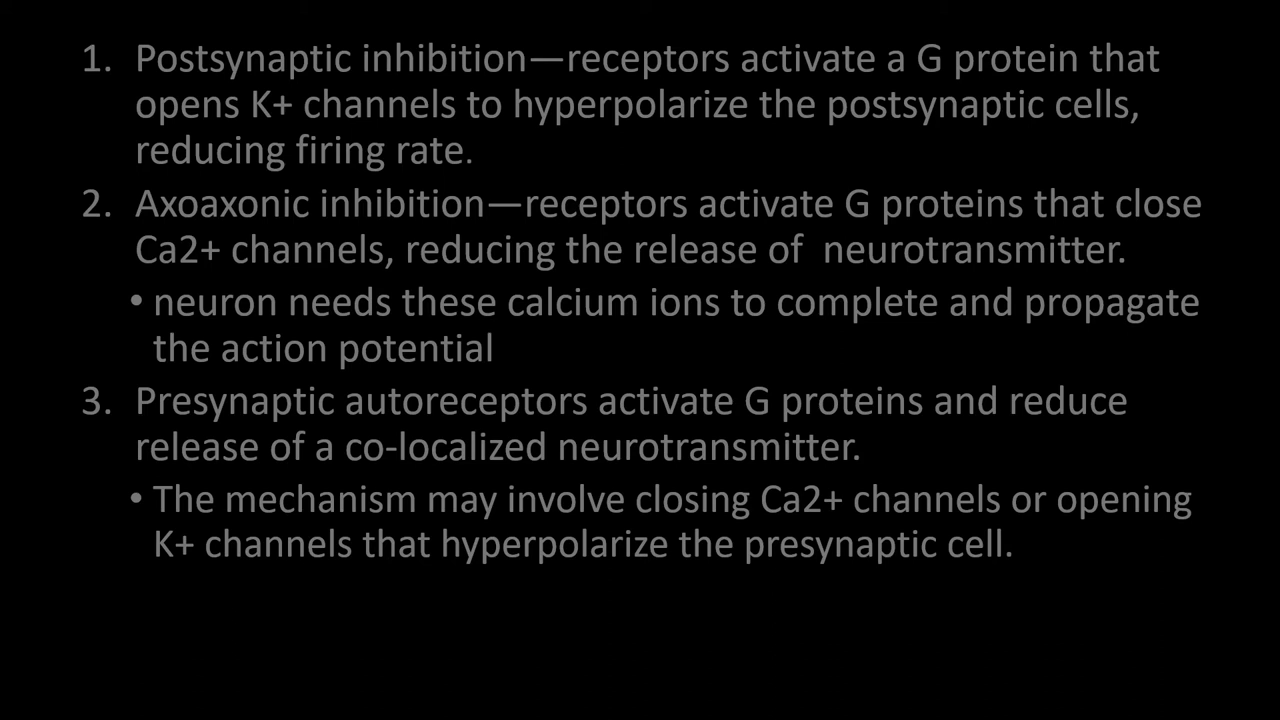 1. Postsynaptic inhibition—receptors activate a G protein that
opens K+ channels to hyperpolarize the postsynaptic cells,
reducing firing rate.
2. Axoaxonic inhibition—receptors activate G proteins that close
Ca2+ channels, reducing the release of  neurotransmitter.
• neuron needs these calcium ions to complete and propagate
the action potential
3. Presynaptic autoreceptors activate G proteins and reduce
release of a co-localized neurotransmitter.
• The mechanism may involve closing Ca2+ channels or opening
K+ channels that hyperpolarize the presynaptic cell.